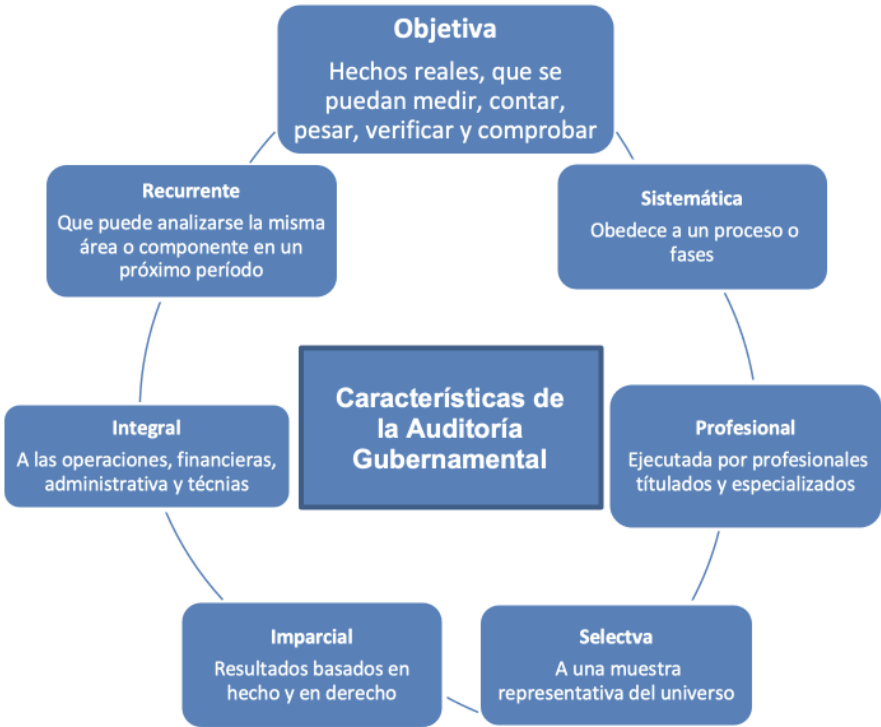 Objetiva
Hechos reales, que se
puedan medir, contar,
pesar, verificar y comprobar
Sistemática
Obedece a un proceso o
fases
Profesional
Ejecutada por profesionales
títulados y especializados
Selectva
A una muestra
representativa del universo
Imparcial
Resultados basados en
hecho y en derecho
Integral
A las operaciones, financieras,
administrativa y técnias
Recurrente
Que puede analizarse la misma
área o componente en un
próximo período
Características de
la Auditoría
Gubernamental